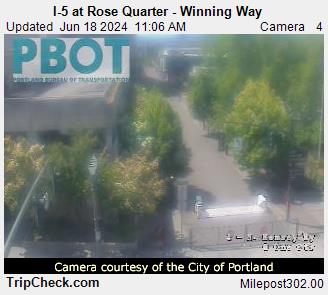 I-5 at Rose Quarter - Winning Way
Updated Jun 18 2024 11:06 AM Camera 4
PBOT
PORTLAND BUREAU OF TRANSPORTATION
Camera courtesy of the City of Portland
TripCheck.com Milepost302.00